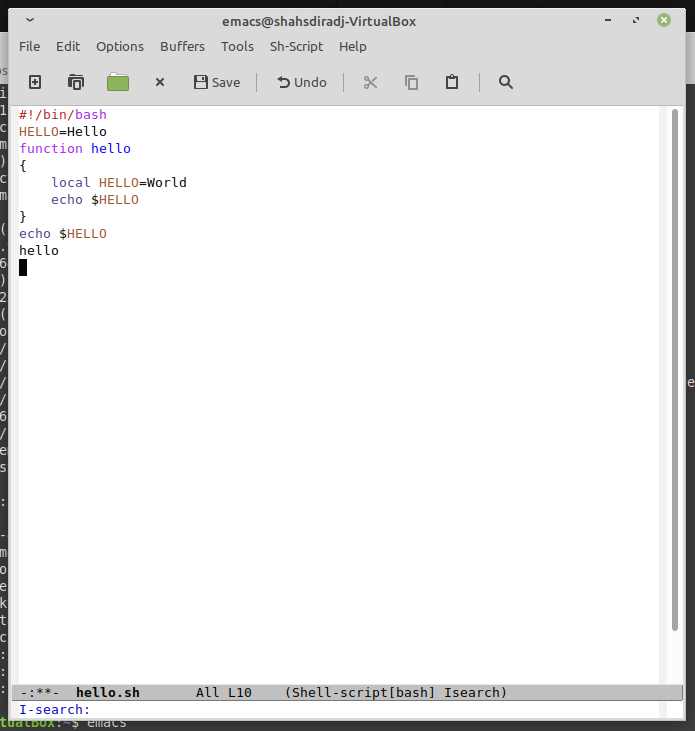 emacs@shahsdiradj-VirtualBox
File Edit Options Buffers Tools Sh-Script Help
Save Undo
#!/bin/bash
HELLO=Hello
function hello
{
    local HELLO=World
    echo $HELLO
}
echo $HELLO
hello
-:**-  hello.sh       All L10    (Shell-script[bash] Isearch)
I-search:
tualBox:~$ emacs